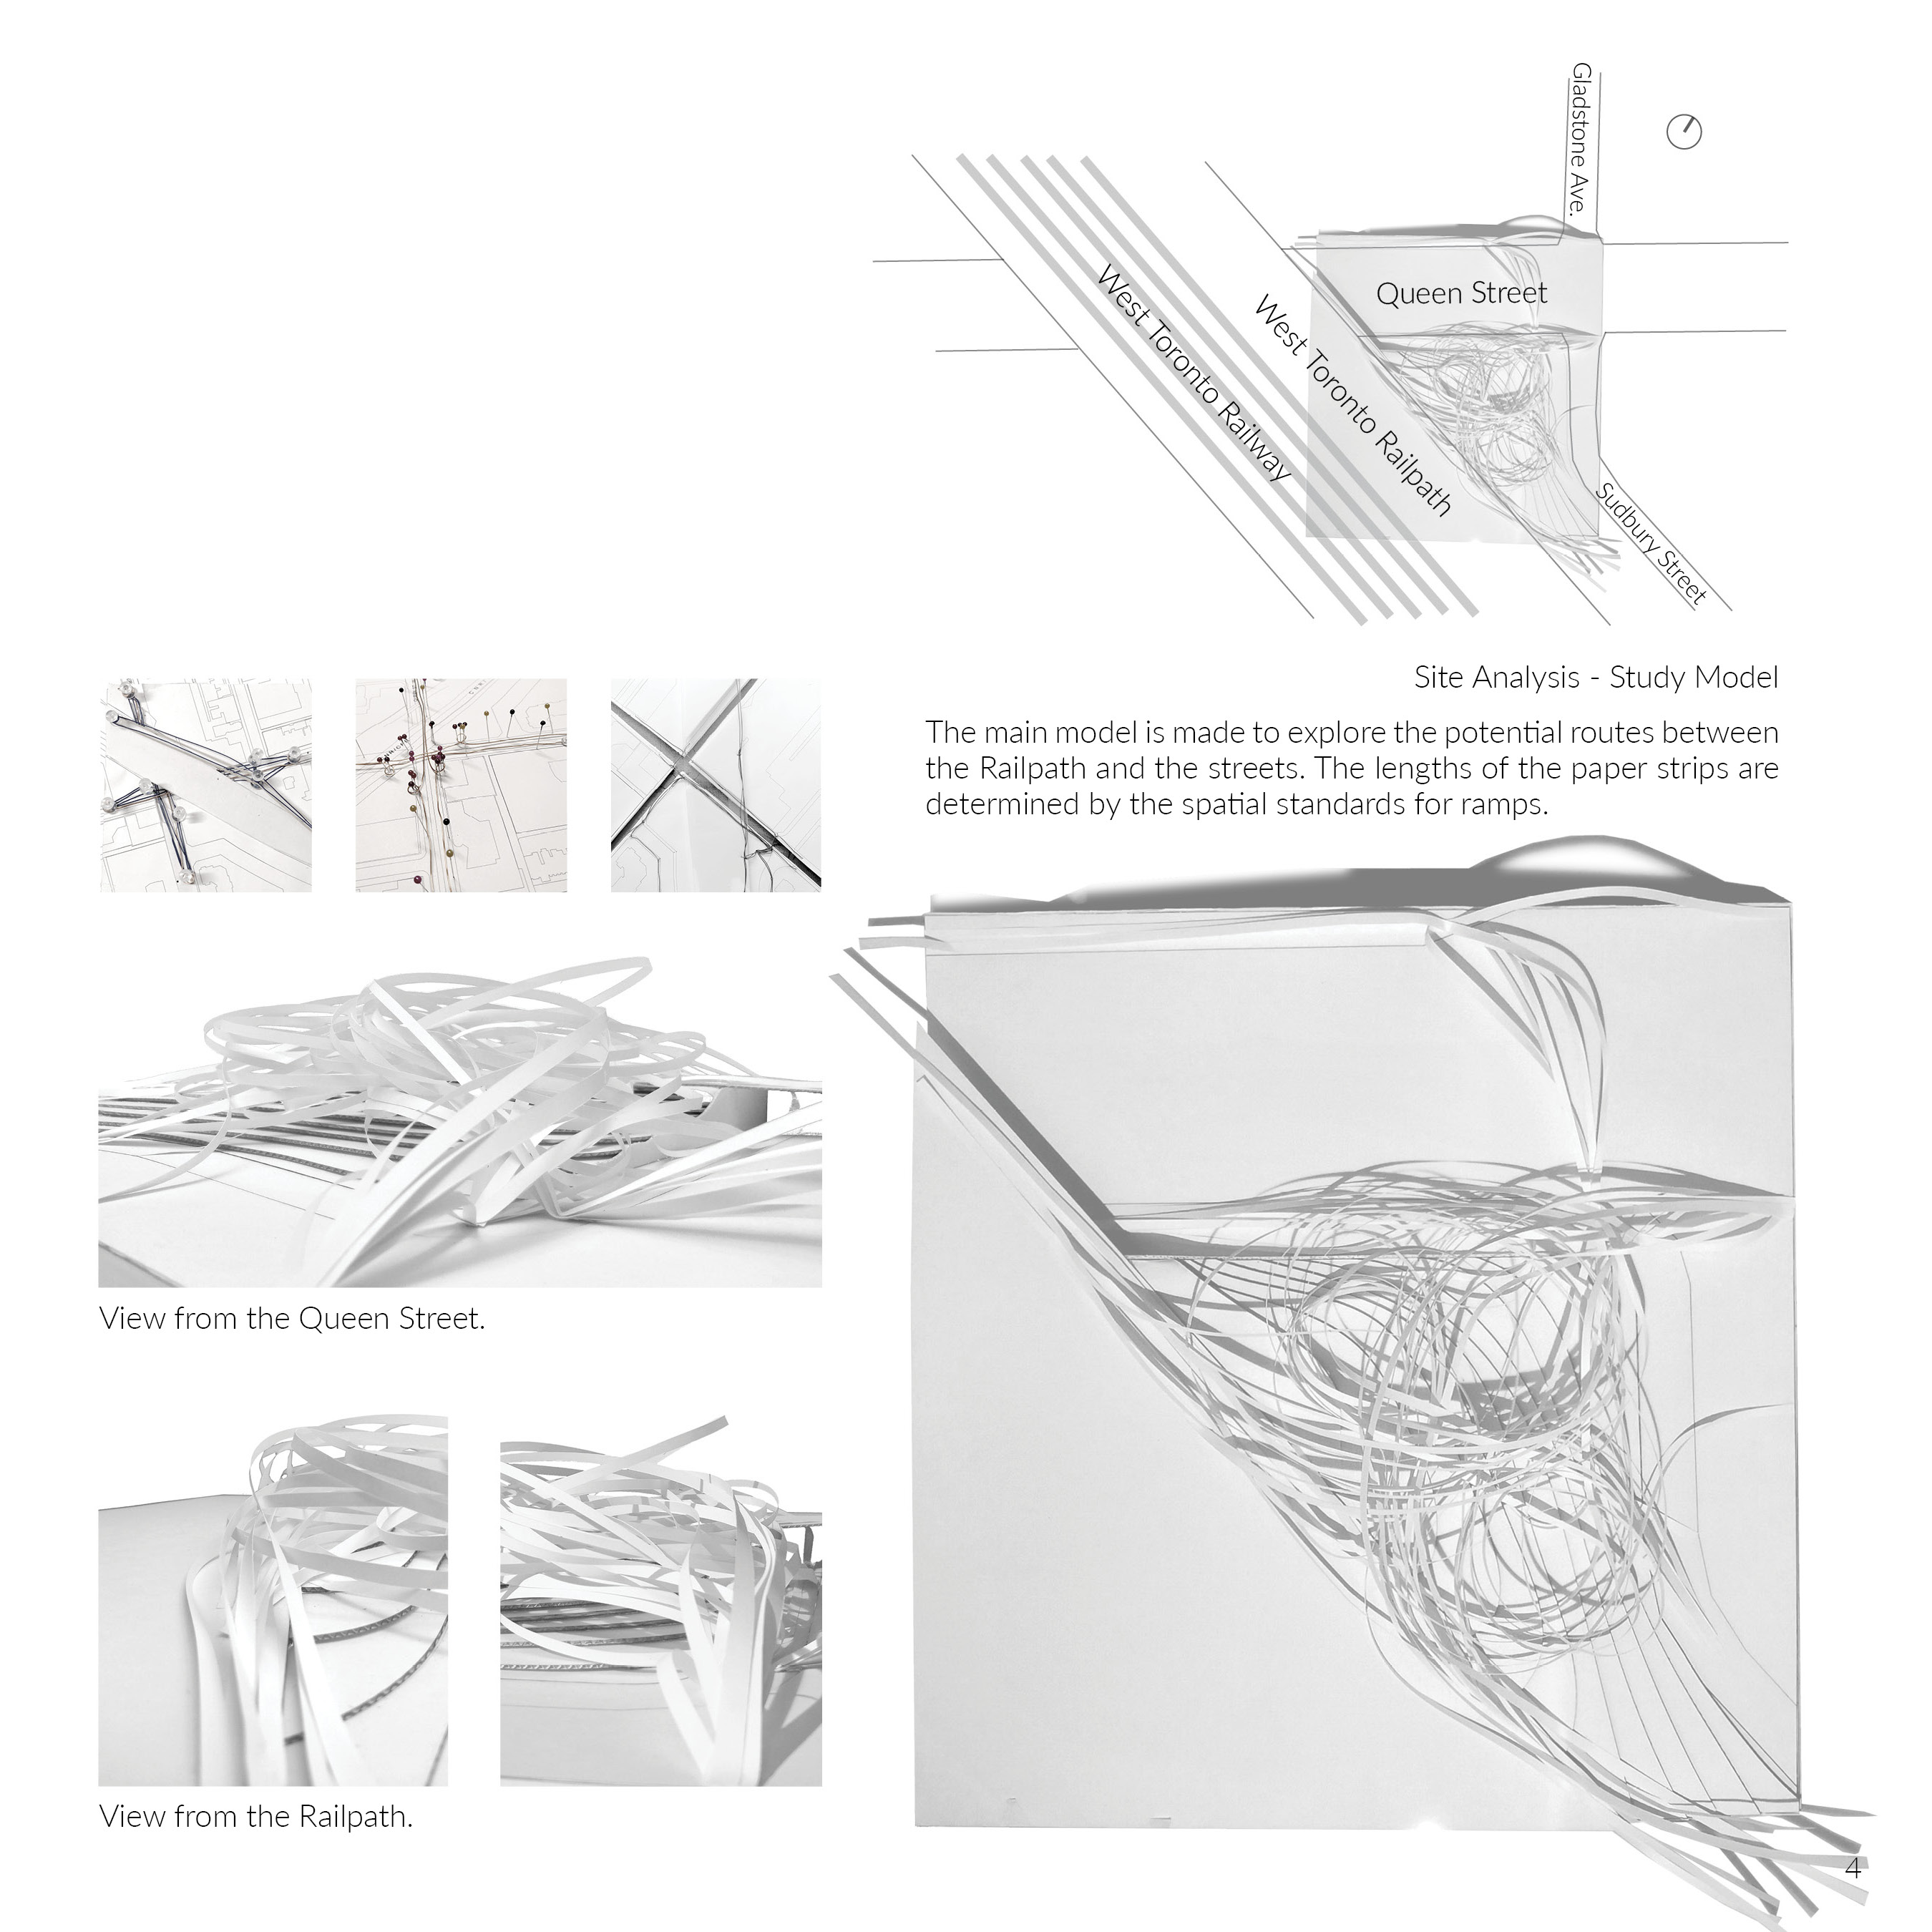 Gladstone Ave.
Queen Street
West Toronto Railway
West Toronto Railpath
Sudbury Street
Site Analysis - Study Model
The main model is made to explore the potential routes between
the Railpath and the streets. The lengths of the paper strips are
determined by the spatial standards for ramps.
View from the Queen Street.
View from the Railpath.
4